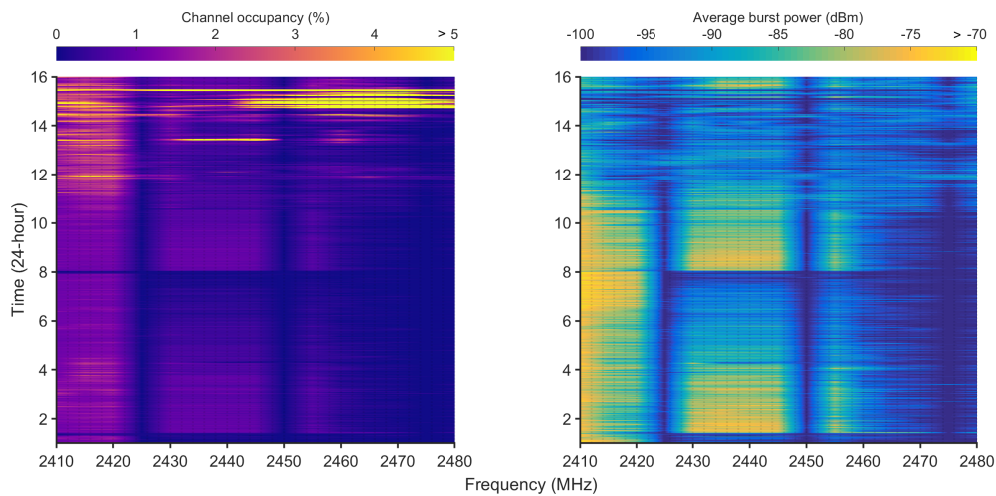 Channel occupancy (%)
0 1 2 3 4 > 5
Average burst power (dBm)
-100 -95 -90 -85 -80 -75 > -70
Time (24-hour)
16
14
12
10
8
6
4
2
2410 2420 2430 2440 2450 2460 2470 2480
16
14
12
10
8
6
4
2
2410 2420 2430 2440 2450 2460 2470 2480
Frequency (MHz)